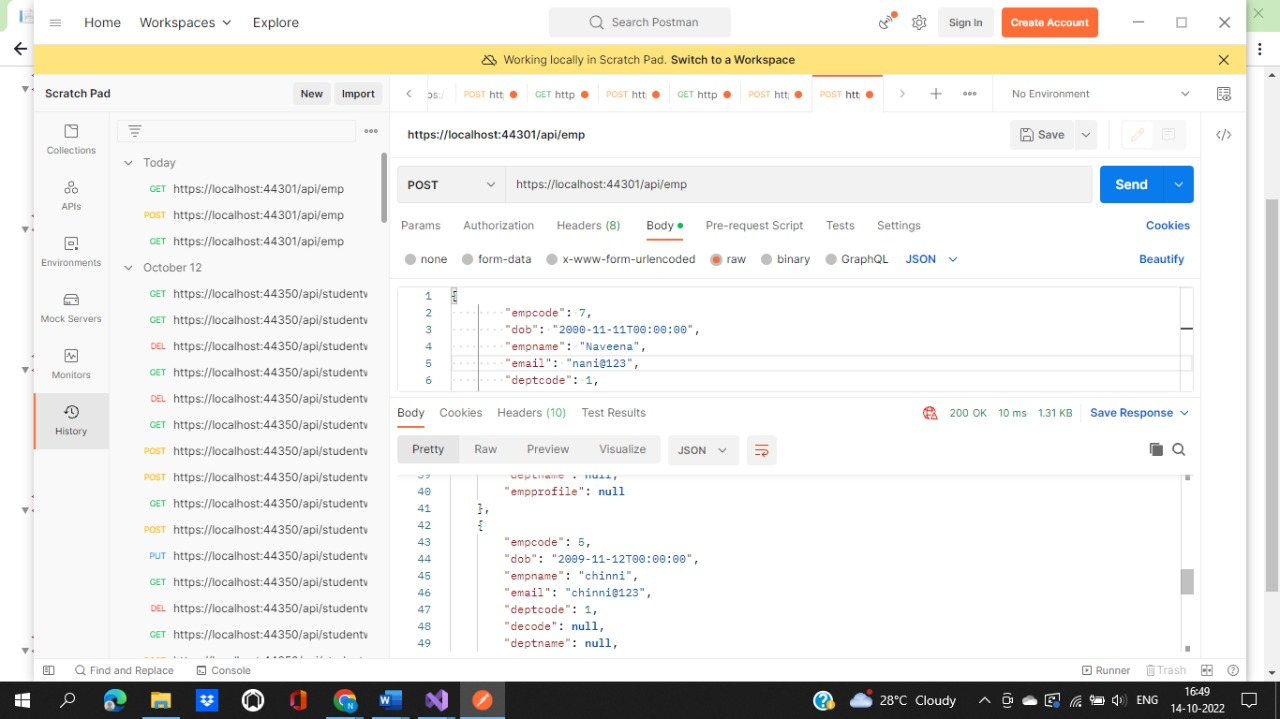 Home Workspaces Explore Search Postman Sign In Create Account
Working locally in Scratch Pad. Switch to a Workspace
Scratch Pad New Import
POST GET http POST GET http POST POST No Environment
https://localhost:44301/api/emp Save
Collections
APIs
Environments
Mock Servers
Monitors
History
Today
GET https://localhost:44301/api/emp
POST https://localhost:44301/api/emp
GET https://localhost:44301/api/emp
October 12
GET https://localhost:44350/api/studentv
GET https://localhost:44350/api/studentv
DEL https://localhost:44350/api/studentv
GET https://localhost:44350/api/studentv
DEL https://localhost:44350/api/studentv
GET https://localhost:44350/api/studentv
POST https://localhost:44350/api/studentv
POST https://localhost:44350/api/studentv
GET https://localhost:44350/api/studentv
POST https://localhost:44350/api/studentv
PUT https://localhost:44350/api/studentv
GET https://localhost:44350/api/studentv
DEL https://localhost:44350/api/studentv
GET https://localhost:44350/api/studentv
POST https://localhost:44301/api/emp Send
Params Authorization Headers (8) Body Pre-request Script Tests Settings Cookies
none form-data x-www-form-urlencoded raw binary GraphQL JSON Beautify
1 {
2 "empcode": 7,
3 "dob": "2000-11-11T00:00:00",
4 "empname": "Naveena",
5 "email": "nani@123",
6 "deptcode": 1,
Body Cookies Headers (10) Test Results 200 OK 10 ms 1.31 KB Save Response
Pretty Raw Preview Visualize JSON
39 "deptname": null,
40 "empprofile": null
41 },
42 {
43 "empcode": 5,
44 "dob": "2009-11-12T00:00:00",
45 "empname": "chinni",
46 "email": "chinni@123",
47 "deptcode": 1,
48 "decode": null,
49 "deptname": null,
Find and Replace Console Runner Trash
28°C Cloudy ENG 16:49
14-10-2022